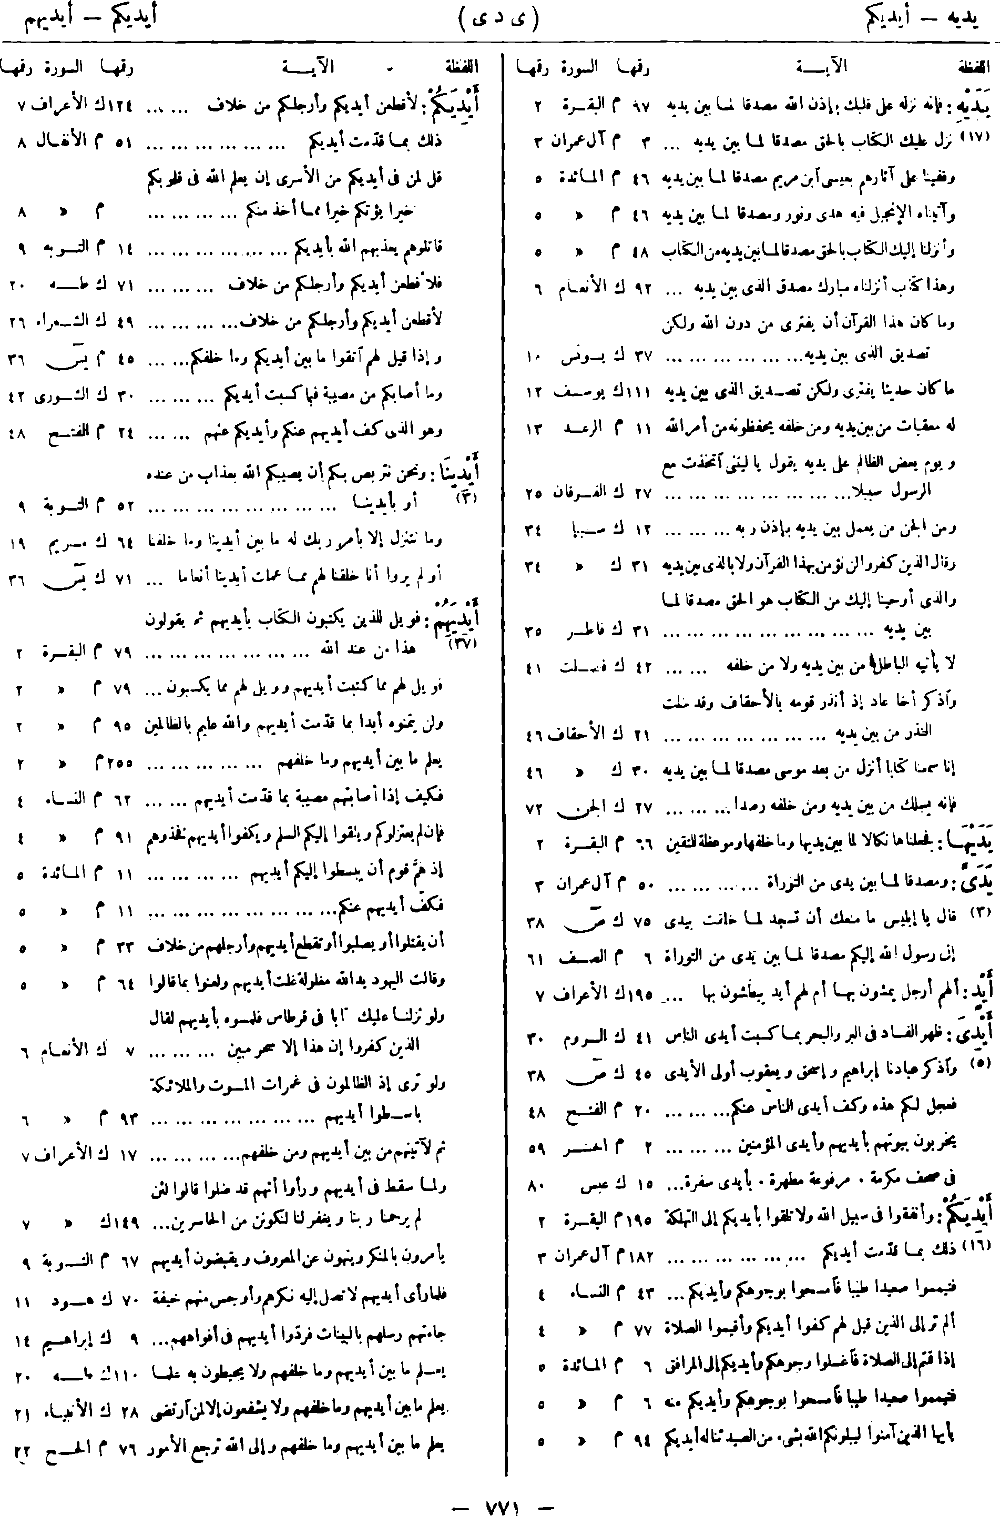 يديه — أيديكم
(ى د ى)
أيديكم — أيديهم
اللفظة الآيــة رقها السورة رقها
يَدَيْهِ : فإنه نزله على قلبك بإذن الله مصدقا لما بين يديه ٩٧ م البقرة ٢
(١٧) نزل عليك الكتاب بالحق مصدقا لما بين يديه ... ٣ م آل عمران ٣
وقفينا على آثارهم بعيسى ابن مريم مصدقا لما بين يديه ٤٦ م المائدة ٥
وآتيناه الإنجيل فيه هدى ونور ومصدقا لما بين يديه ٤٦ م » ٥
وأنزلنا إليك الكتاب بالحق مصدقا لما بين يديه من الكتاب ٤٨ م » ٥
وهذا كتاب أنزلناه مبارك مصدق الذى بين يديه ... ٩٢ ك الأنعام ٦
وما كان هذا القرآن أن يفترى من دون الله ولكن
تصديق الذى بين يديه... ... ... ... ... ... ٣٧ ك يونس ١٠
ما كان حديثا يفترى ولكن تصديق الذى بين يديه ١١١ ك يوسف ١٢
له معقبات من بين يديه ومن خلفه يحفظونه من أمر الله ١١ م الرعد ١٣
ويوم يعض الظالم على يديه يقول يا ليتنى اتخذت مع
الرسول سبيلا... ... ... ... ... ... ... ٢٧ ك الفرقان ٢٥
ومن الجن من يعمل بين يديه بإذن ربه ... ... ... ١٢ ك سبإ ٣٤
وقال الذين كفروا لن نؤمن بهذا القرآن ولا بالذى بين يديه ٣١ ك » ٣٤
والذى أوحينا إليك من الكتاب هو الحق مصدقا لما
بين يديه ... ... ... ... ... ... ... ... ٣١ ك فاطر ٣٥
لا يأتيه الباطل من بين يديه ولا من خلفه ... ... ٤٢ ك فصلت ٤١
واذكر أخا عاد إذ أنذر قومه بالأحقاف وقد خلت
النذر من بين يديه ... ... ... ... ... ... ... ٢١ ك الأحقاف ٤٦
إنا سمعنا كتابا أنزل من بعد موسى مصدقا لما بين يديه ٣٠ ك » ٤٦
فإنه يسلك من بين يديه ومن خلفه رصدا... ... ... ٢٧ ك الجن ٧٢
يَدَيْهَا : فجعلناها نكالا لما بين يديها وما خلفها وموعظة للمتقين ٦٦ م البقرة ٢
يَدَىَّ : ومصدقا لما بين يدى من التوراة ... ... ... ... ٥٠ م آل عمران ٣
(٣) قال يا إبليس ما منعك أن تسجد لما خلقت بيدى ٧٥ ك صٓ ٣٨
إنى رسول الله إليكم مصدقا لما بين يدى من التوراة ٦ م الصف ٦١
أَيْدٍ : ألهم أرجل يمشون بها أم لهم أيد يبطشون بها ... ١٩٥ ك الأعراف ٧
أَيْدِىَ : ظهر الفساد فى البر والبحر بما كسبت أيدى الناس ٤١ ك الروم ٣٠
(٥) واذكر عبادنا إبراهيم وإسحق ويعقوب أولى الأيدى ٤٥ ك صٓ ٣٨
فعجل لكم هذه وكف أيدى الناس عنكم... ... ... ٢٠ م الفتح ٤٨
يخربون بيوتهم بأيديهم وأيدى المؤمنين ... ... ... ٢ م الحشر ٥٩
فى صحف مكرمة ٠ مرفوعة مطهرة ٠ بأيدى سفرة... ١٥ ك عبس ٨٠
أَيْدِيَكُمْ : وأنفقوا فى سبيل الله ولا تلقوا بأيديكم إلى التهلكة ١٩٥ م البقرة ٢
(١٦) ذلك بما قدمت أيديكم ... ... ... ... ... ... ١٨٢ م آل عمران ٣
فتيمموا صعيدا طيبا فامسحوا بوجوهكم وأيديكم... ٤٣ م النساء ٤
ألم تر إلى الذين قيل لهم كفوا أيديكم وأقيموا الصلاة ٧٧ م » ٤
إذا قمتم إلى الصلاة فاغسلوا وجوهكم وأيديكم إلى المرافق ٦ م المائدة ٥
فتيمموا صعيدا طيبا فامسحوا بوجوهكم وأيديكم منه ٦ م » ٥
يأيها الذين آمنوا ليبلونكم الله بشىء من الصيد تناله أيديكم ٩٤ م » ٥
اللفظة الآيــة رقها السورة رقها
أَيْدِيَكُمْ : لأقطعن أيديكم وأرجلكم من خلاف ... ... ١٢٤ ك الأعراف ٧
ذلك بما قدمت أيديكم ... ... ... ... ... ... ٥١ م الأنفال ٨
قل لمن فى أيديكم من الأسرى إن يعلم الله فى قلوبكم
خيرا يؤتكم خيرا مما أخذ منكم ... ... ... ... م » ٨
قاتلوهم يعذبهم الله بأيديكم ... ... ... ... ... ١٤ م التوبه ٩
فلأقطعن أيديكم وأرجلكم من خلاف ... ... ... ٧١ ك طه ٢٠
لأقطعن أيديكم وأرجلكم من خلاف... ... ... ... ٤٩ ك الشعراء ٢٦
وإذا قيل لهم اتقوا ما بين أيديكم وما خلفكم... ... ٤٥ م يسٓ ٣٦
وما أصابكم من مصيبة فبما كسبت أيديكم ... ... ... ٣٠ ك الشورى ٤٢
وهو الذى كف أيديهم عنكم وأيديكم عنهم ... ... ٢٤ م الفتح ٤٨
أَيْدِينَا : ونحن نتربص بكم أن يصيبكم الله بعذاب من عنده
(٣) أو بأيدينا ... ... ... ... ... ... ... ... ٥٢ م التوبة ٩
وما نتنزل إلا بأمر ربك له ما بين أيدينا وما خلفنا ٦٤ ك مريم ١٩
أولم يروا أنا خلقنا لهم مما عملت أيدينا أنعاما ... ٧١ ك يسٓ ٣٦
أَيْدِيَهُمْ : فويل للذين يكتبون الكتاب بأيديهم ثم يقولون
(٣٧) هذا من عند الله ... ... ... ... ... ... ... ٧٩ م البقرة ٢
فويل لهم مما كتبت أيديهم وويل لهم مما يكسبون ... ٧٩ م » ٢
ولن يتمنوه أبدا بما قدمت أيديهم والله عليم بالظالمين ٩٥ م » ٢
يعلم ما بين أيديهم وما خلفهم ... ... ... ... ... ٢٥٥ م » ٢
فكيف إذا أصابتهم مصيبة بما قدمت أيديهم ... ... ٦٢ م النساء ٤
فإن لم يعتزلوكم ويلقوا إليكم السلم ويكفوا أيديهم فخذوهم ٩١ م » ٤
إذ همّ قوم أن يبسطوا إليكم أيديهم ... ... ... ... ١١ م المائدة ٥
فكفّ أيديهم عنكم... ... ... ... ... ... ... ١١ م » ٥
أن يقتلوا أو يصلبوا أو تقطع أيديهم وأرجلهم من خلاف ٣٣ م » ٥
وقالت اليهود يد الله مغلولة غلت أيديهم ولعنوا بما قالوا ٦٤ م » ٥
ولو نزلنا عليك كتابا فى قرطاس فلمسوه بأيديهم لقال
الذين كفروا إن هذا إلا سحر مبين ... ... ... ٧ ك الأنعام ٦
ولو ترى إذ الظالمون فى غمرات الموت والملائكة
باسطوا أيديهم ... ... ... ... ... ... ... ... ٩٣ م » ٦
ثم لآتينهم من بين أيديهم ومن خلفهم... ... ... ... ١٧ ك الأعراف ٧
ولما سقط فى أيديهم ورأوا أنهم قد ضلوا قالوا لئن
لم يرحمنا ربنا ويغفر لنا لنكونن من الخاسرين... ١٤٩ ك » ٧
يأمرون بالمنكر وينهون عن المعروف ويقبضون أيديهم ٦٧ م التوبة ٩
فلما رأى أيديهم لا تصل إليه نكرهم وأوجس منهم خيفة ٧٠ ك هود ١١
جاءتهم رسلهم بالبينات فردّوا أيديهم فى أفواههم... ٩ ك إبراهيم ١٤
يعلم ما بين أيديهم وما خلفهم ولا يحيطون به علما ١١٠ ك طه ٢٠
يعلم ما بين أيديهم وما خلفهم ولا يشفعون إلا لمن ارتضى ٢٨ ك الأنبياء ٢١
يعلم ما بين أيديهم وما خلفهم وإلى الله ترجع الأمور ٧٦ م الحج ٢٢
— ٧٧١ —